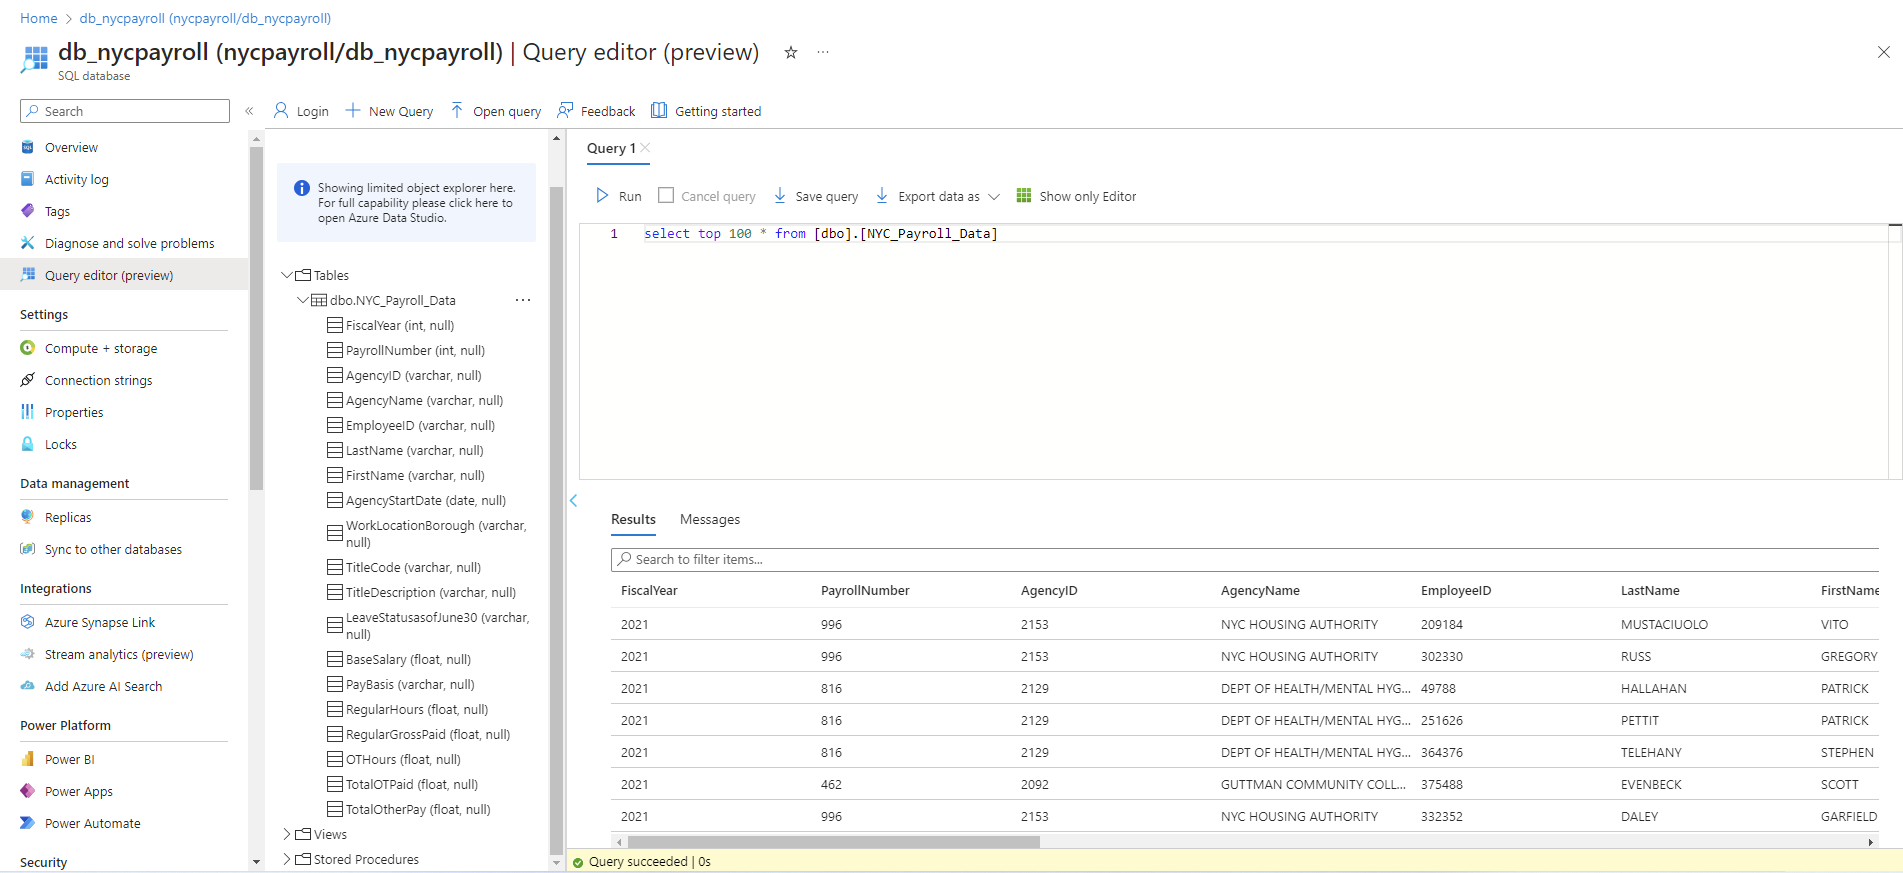 Home > db_nycpayroll (nycpayroll/db_nycpayroll)
db_nycpayroll (nycpayroll/db_nycpayroll) | Query editor (preview)
SQL database
Search
Overview
Activity log
Tags
Diagnose and solve problems
Query editor (preview)
Settings
Compute + storage
Connection strings
Properties
Locks
Data management
Replicas
Sync to other databases
Integrations
Azure Synapse Link
Stream analytics (preview)
Add Azure AI Search
Power Platform
Power BI
Power Apps
Power Automate
Security
Login New Query Open query Feedback Getting started
Showing limited object explorer here.
For full capability please click here to
open Azure Data Studio.
Tables
dbo.NYC_Payroll_Data
FiscalYear (int, null)
PayrollNumber (int, null)
AgencyID (varchar, null)
AgencyName (varchar, null)
EmployeeID (varchar, null)
LastName (varchar, null)
FirstName (varchar, null)
AgencyStartDate (date, null)
WorkLocationBorough (varchar,
null)
TitleCode (varchar, null)
TitleDescription (varchar, null)
LeaveStatusasofJune30 (varchar,
null)
BaseSalary (float, null)
PayBasis (varchar, null)
RegularHours (float, null)
RegularGrossPaid (float, null)
OTHours (float, null)
TotalOTPaid (float, null)
TotalOtherPay (float, null)
Views
Stored Procedures
Query 1
Run Cancel query Save query Export data as Show only Editor
1 select top 100 * from [dbo].[NYC_Payroll_Data]
Results Messages
Search to filter items...
FiscalYear PayrollNumber AgencyID AgencyName EmployeeID LastName FirstName
2021 996 2153 NYC HOUSING AUTHORITY 209184 MUSTACIUOLO VITO
2021 996 2153 NYC HOUSING AUTHORITY 302330 RUSS GREGORY
2021 816 2129 DEPT OF HEALTH/MENTAL HYG... 49788 HALLAHAN PATRICK
2021 816 2129 DEPT OF HEALTH/MENTAL HYG... 251626 PETTIT PATRICK
2021 816 2129 DEPT OF HEALTH/MENTAL HYG... 364376 TELEHANY STEPHEN
2021 462 2092 GUTTMAN COMMUNITY COLL... 375488 EVENBECK SCOTT
2021 996 2153 NYC HOUSING AUTHORITY 332352 DALEY GARFIELD
Query succeeded | 0s